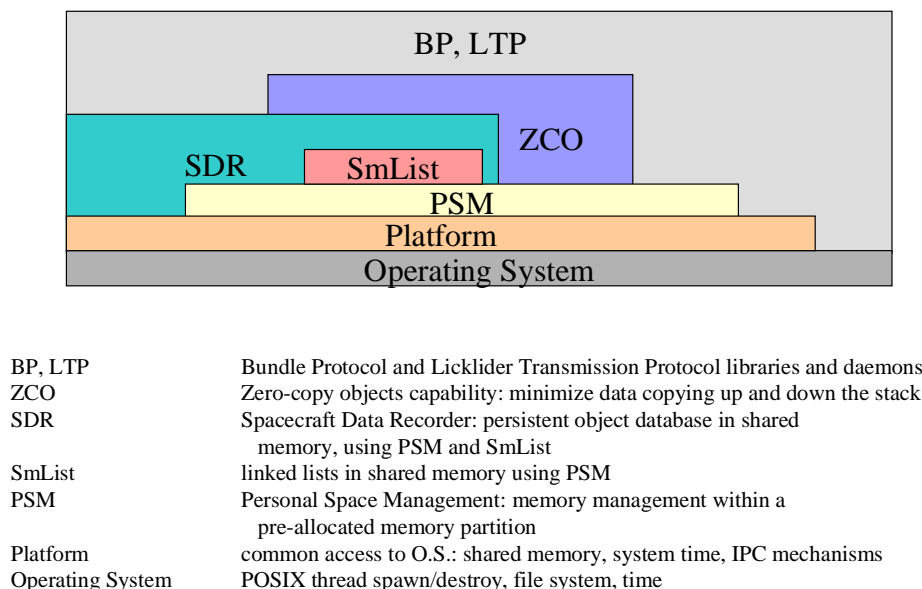 BP, LTP
ZCO
SDR
SmList
PSM
Platform
Operating System
BP, LTP Bundle Protocol and Licklider Transmission Protocol libraries and daemons
ZCO Zero-copy objects capability: minimize data copying up and down the stack
SDR Spacecraft Data Recorder: persistent object database in shared
memory, using PSM and SmList
SmList linked lists in shared memory using PSM
PSM Personal Space Management: memory management within a
pre-allocated memory partition
Platform common access to O.S.: shared memory, system time, IPC mechanisms
Operating System POSIX thread spawn/destroy, file system, time